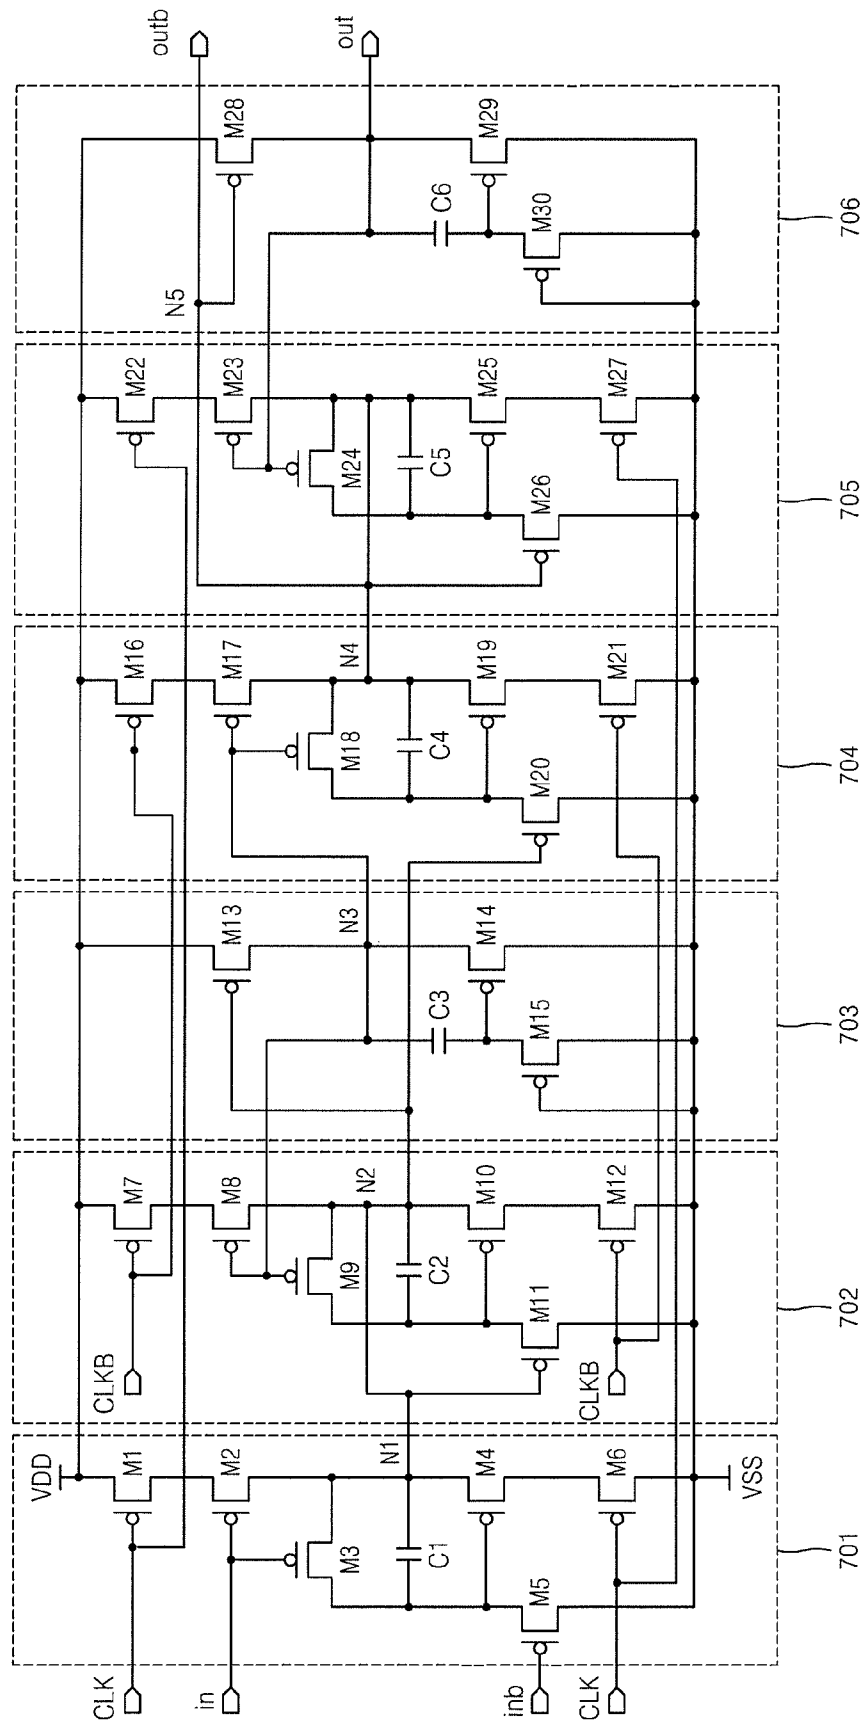 outb
out
M28
M29
C6
M30
N5
706
M22
M23
M24
C5
M25
M26
M27
705
M16
M17
N4
M18
C4
M19
M20
M21
704
M13
N3
C3
M14
M15
703
M7
M8
N2
M9
C2
M10
M11
M12
CLKB
CLKB
702
VDD
M1
M2
N1
M3
C1
M4
M5
M6
VSS
701
CLK
in
inb
CLK